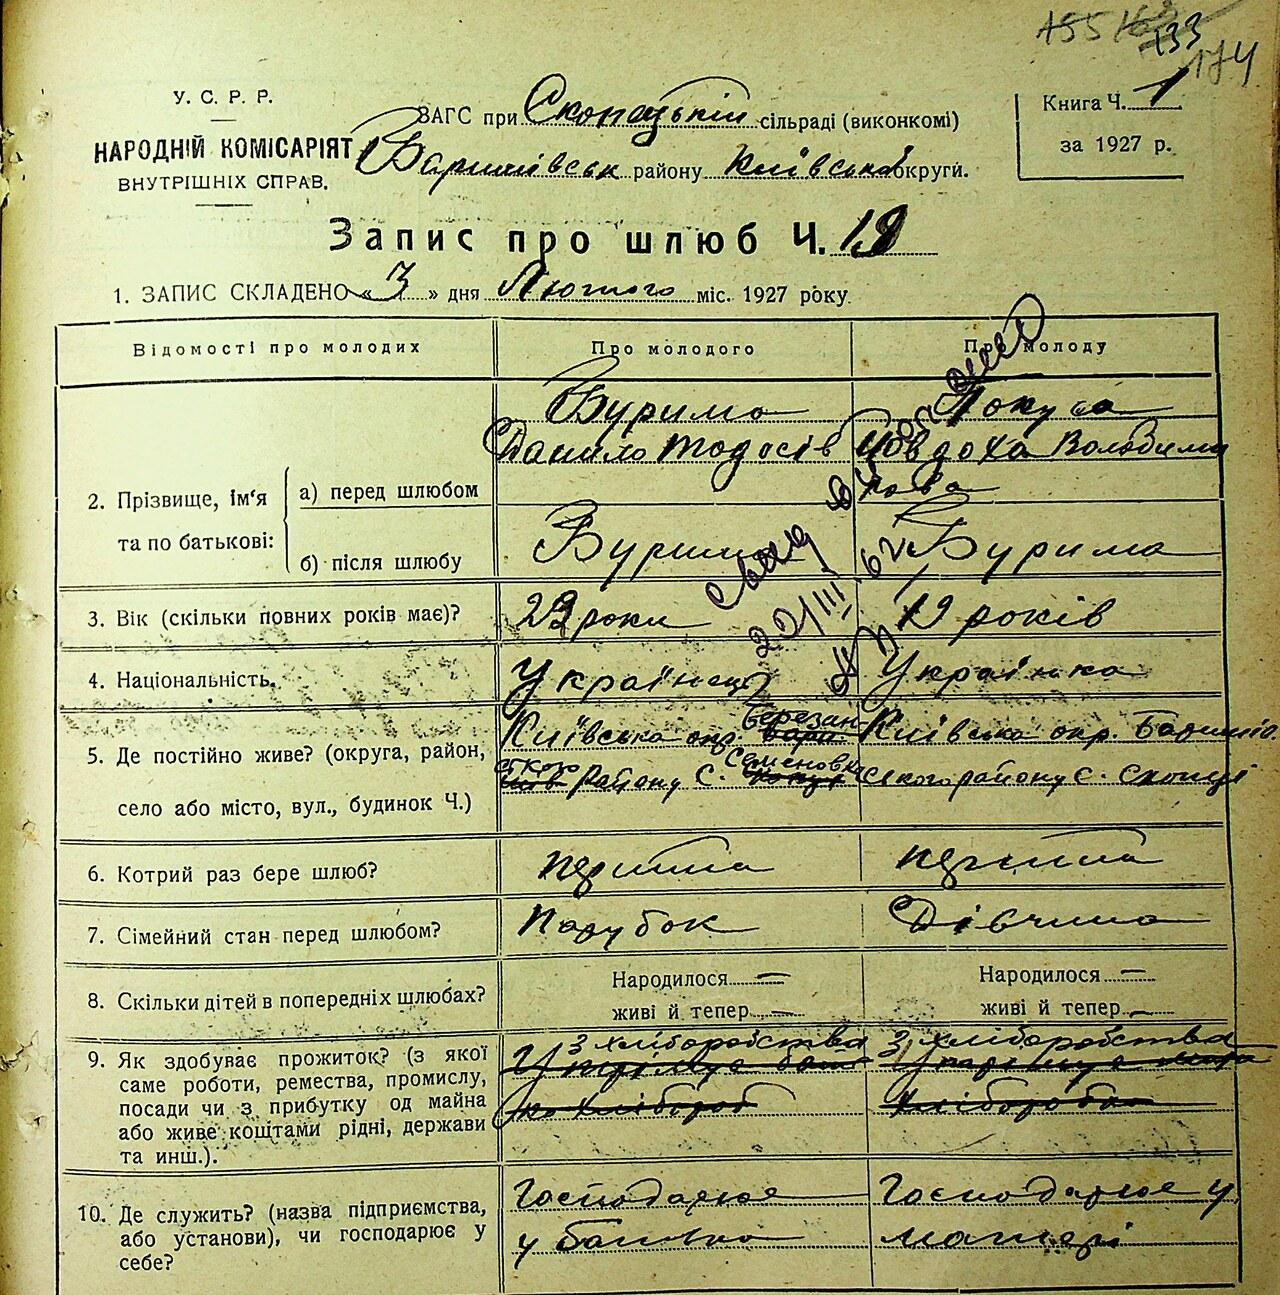 133
174
У. С. Р. Р.
НАРОДНІЙ КОМІСАРІЯТ
ВНУТРІШНІХ СПРАВ.
ЗАГС при Скопецькій сільраді (виконкомі)
Баришівськ району Київської округи.
Книга Ч. 1
за 1927 р.
Запис про шлюб Ч. 19
1. ЗАПИС СКЛАДЕНО « 3 » дня Лютого міс. 1927 року
Відомості про молодих
Про молодого
Про молоду
2. Прізвище, ім'я
та по батькові:
а) перед шлюбом
Бурима
Данило Тодосів
Явдоха Володими
рова
б) після шлюбу
Бурима
Бурима
22/III 62
3. Вік (скільки повних років має)?
роки
19 років
4. Національність.
Українець
Українка
5. Де постійно живе? (округа, район,
село або місто, вул., будинок Ч.)
Київська окр. Березан-
ського Району С. Семеновка
Київська окр. Баришів
ського району с. Скопці
6. Котрий раз бере шлюб?
перший
перший
7. Сімейний стан перед шлюбом?
Парубок
Дівчина
8. Скільки дітей в попередніх шлюбах?
Народилося —
живі й тепер —
Народилося —
живі й тепер —
9. Як здобуває прожиток? (з якої
саме роботи, ремества, промислу,
посади чи з прибутку од майна
або живе коштами рідні, держави
та инш.).
З хліборобства
З хліборобства
10. Де служить? (назва підприємства,
або установи), чи господарює у
себе?
Господарює
у батька
Господарює у
матері